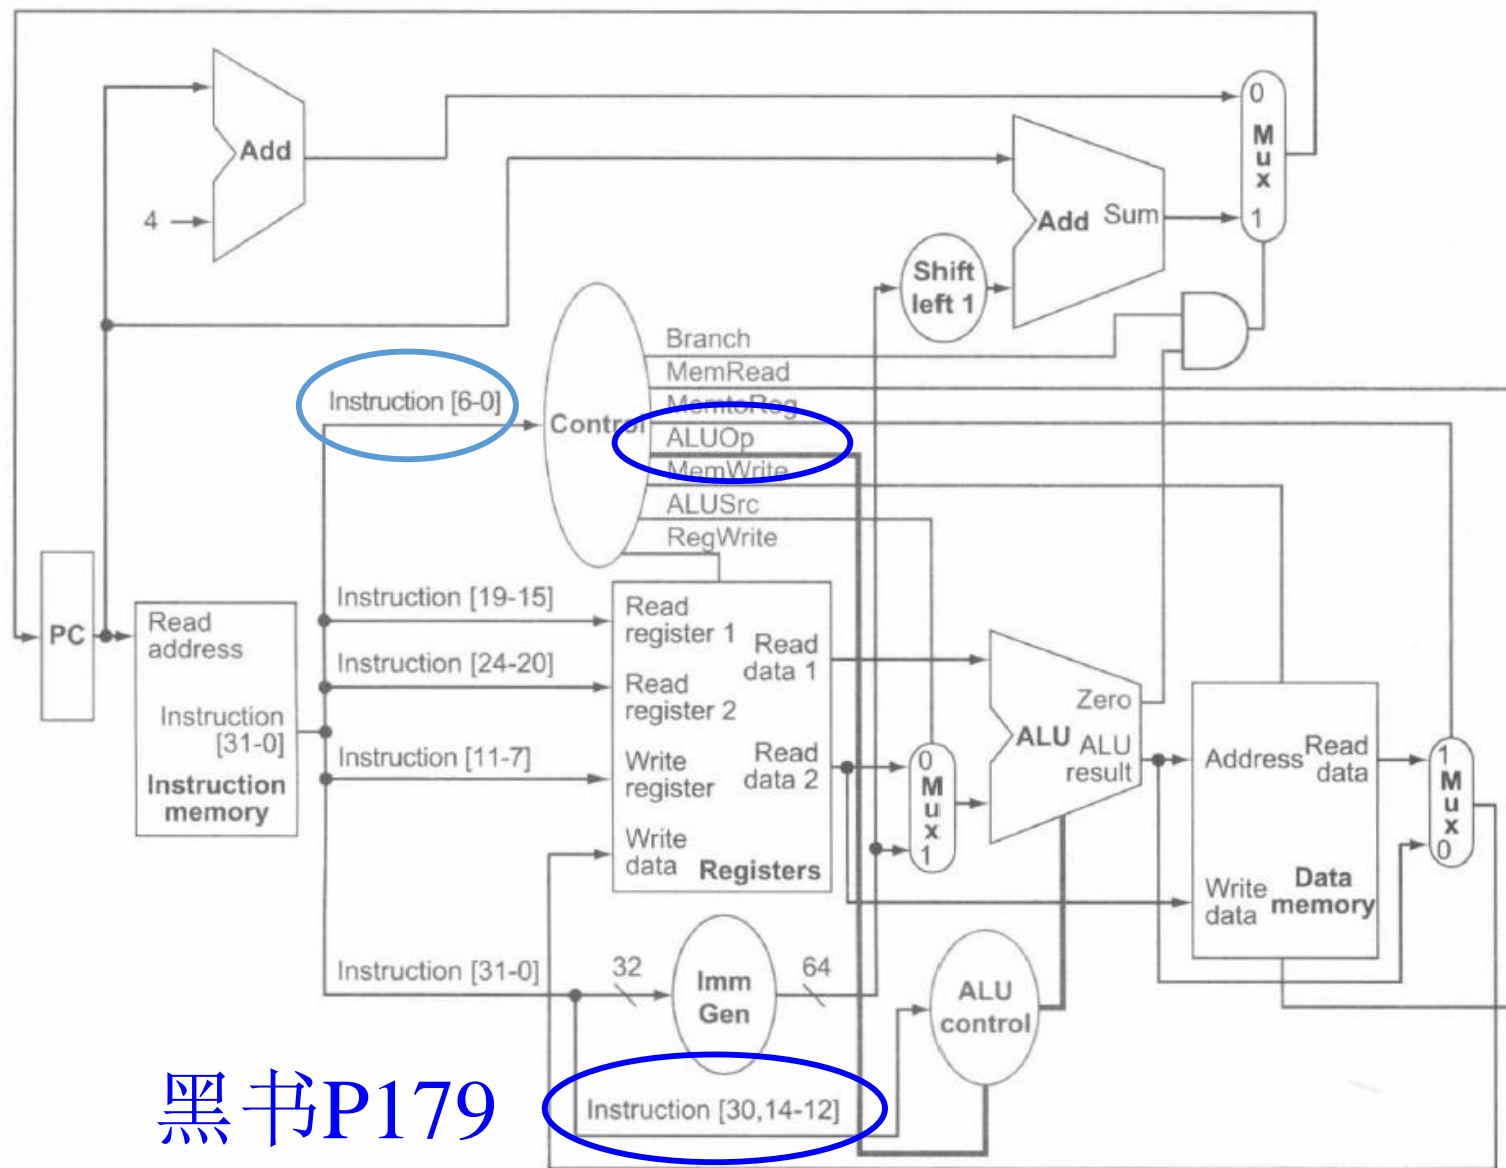 0
M
u
x
1
Add
4
Add Sum
Shift
left 1
Branch
MemRead
MemtoReg
ALUOp
MemWrite
ALUSrc
RegWrite
Instruction [6-0]
Control
PC
Read
address
Instruction
[31-0]
Instruction
memory
Instruction [19-15]
Instruction [24-20]
Instruction [11-7]
Read
register 1
Read
data 1
Read
register 2
Write
register
Read
data 2
Write
data
Registers
0
M
u
x
1
Zero
ALU
ALU
result
Address
Read
data
Write
data
Data
memory
1
M
u
x
0
Instruction [31-0]
32
Imm
Gen
64
ALU
control
Instruction [30,14-12]
黑书P179